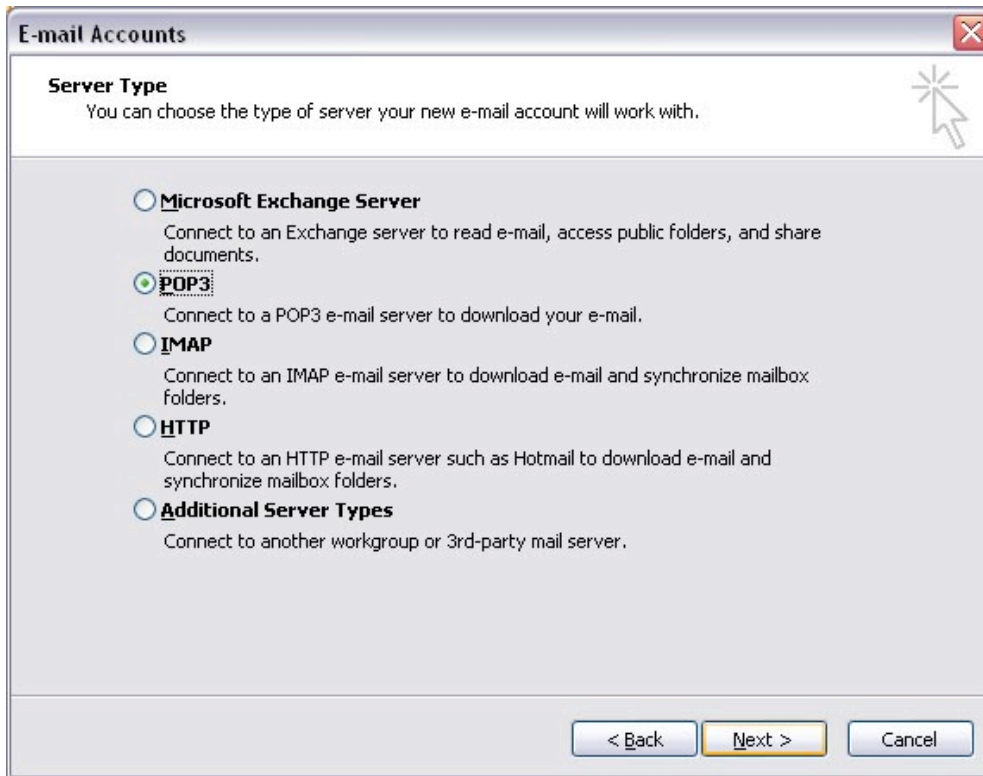 E-mail Accounts
Server Type
You can choose the type of server your new e-mail account will work with.
Microsoft Exchange Server
Connect to an Exchange server to read e-mail, access public folders, and share
documents.
POP3
Connect to a POP3 e-mail server to download your e-mail.
IMAP
Connect to an IMAP e-mail server to download e-mail and synchronize mailbox
folders.
HTTP
Connect to an HTTP e-mail server such as Hotmail to download e-mail and
synchronize mailbox folders.
Additional Server Types
Connect to another workgroup or 3rd-party mail server.
< Back Next > Cancel